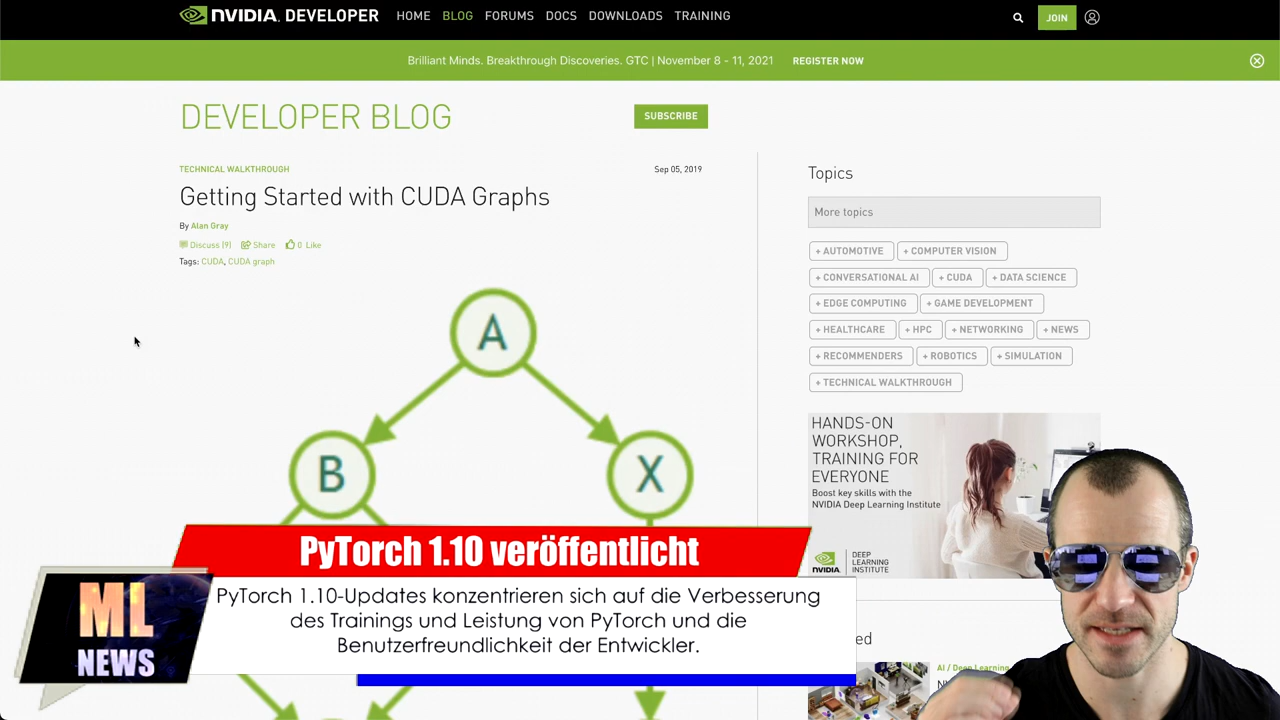 NVIDIA. DEVELOPER HOME BLOG FORUMS DOCS DOWNLOADS TRAINING JOIN
Brilliant Minds. Breakthrough Discoveries. GTC | November 8 - 11, 2021 REGISTER NOW
DEVELOPER BLOG
SUBSCRIBE
TECHNICAL WALKTHROUGH
Sep 05, 2019
Getting Started with CUDA Graphs
By Alan Gray
Discuss (9) Share 0 Like
Tags: CUDA, CUDA graph
A
B
X
Topics
More topics
+ AUTOMOTIVE + COMPUTER VISION
+ CONVERSATIONAL AI + CUDA + DATA SCIENCE
+ EDGE COMPUTING + GAME DEVELOPMENT
+ HEALTHCARE + HPC + NETWORKING + NEWS
+ RECOMMENDERS + ROBOTICS + SIMULATION
+ TECHNICAL WALKTHROUGH
HANDS-ON
WORKSHOP,
TRAINING FOR
EVERYONE
Boost key skills with the
NVIDIA Deep Learning Institute
NVIDIA.
DEEP
LEARNING
INSTITUTE
ed
AI / Deep Learning
PyTorch 1.10 veröffentlicht
PyTorch 1.10-Updates konzentrieren sich auf die Verbesserung
des Trainings und Leistung von PyTorch und die
Benutzerfreundlichkeit der Entwickler.
ML
NEWS